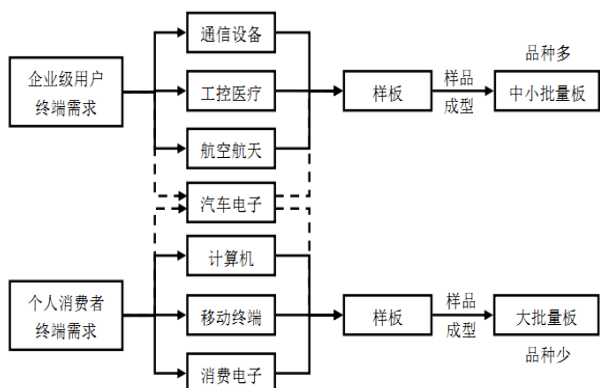 通信设备
企业级用户
终端需求
工控医疗
航空航天
样板
样品
成型
品种多
中小批量板
汽车电子
个人消费者
终端需求
计算机
移动终端
消费电子
样板
样品
成型
大批量板
品种少